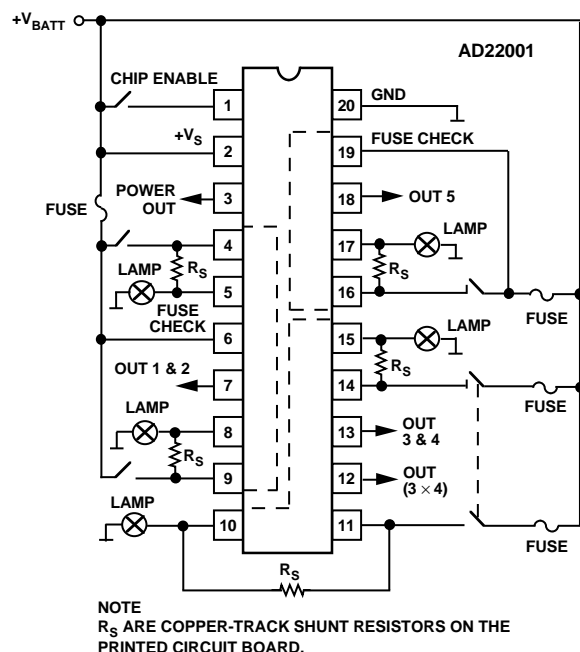 +VBATT
AD22001
CHIP ENABLE
1
20
GND
+VS
2
19
FUSE CHECK
POWER
OUT
3
18
OUT 5
FUSE
4
17
LAMP
RS
RS
LAMP
5
16
FUSE
CHECK
6
15
LAMP
FUSE
OUT 1 & 2
7
14
RS
FUSE
LAMP
8
13
OUT
3 & 4
RS
9
12
OUT
(3 × 4)
LAMP
10
11
FUSE
RS
NOTE
RS ARE COPPER-TRACK SHUNT RESISTORS ON THE
PRINTED CIRCUIT BOARD.